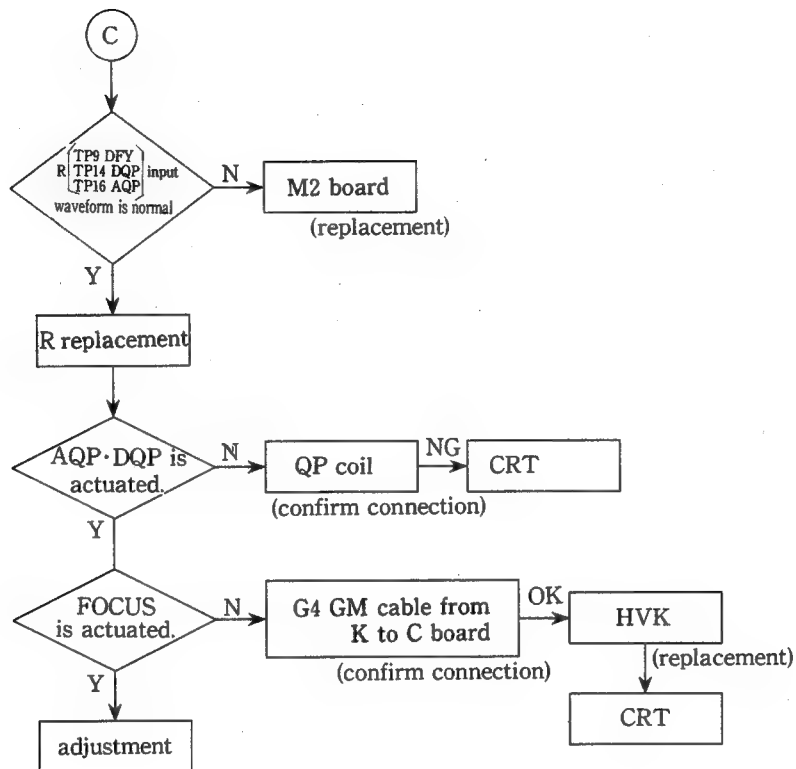 C
TP9 DFY
R TP14 DQP input
TP16 AQP
waveform is normal
N
M2 board
(replacement)
Y
R replacement
AQP·DQP is
actuated.
N
QP coil
NG
CRT
(confirm connection)
Y
FOCUS
is actuated.
N
G4 GM cable from
K to C board
OK
HVK
(confirm connection)
(replacement)
Y
CRT
adjustment